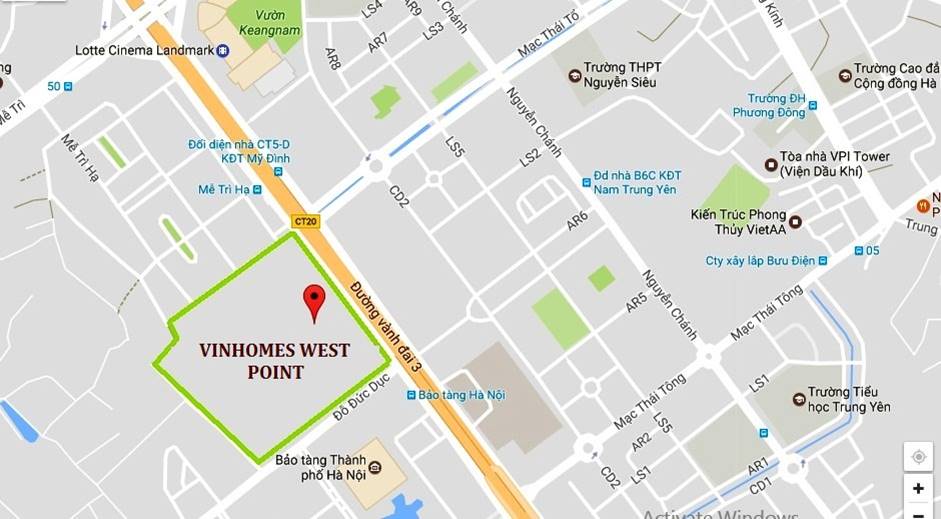 Vườn
Keangnam
Lotte Cinema Landmark
50
Mễ Trì
Mễ Trì Hạ
LS4
AR9
AR7
LS3
AR8
Chánh
Mạc Thái Tổ
Trường THPT
Nguyễn Siêu
Trường Cao đẳ
Cộng đồng Hà
Trường ĐH
Phương Đông
Đối diện nhà CT5-D
KĐT Mỹ Đình
Mễ Trì Hạ
CT20
CD2
LS5
LS2
Nguyễn Chánh
Đd nhà B6C KĐT
Nam Trung Yên
AR6
Tòa nhà VPI Tower
(Viện Dầu Khí)
Kiến Trúc Phong
Thủy VietAA
Cty xây lắp Bưu Điện
05
N
P
Trung
VINHOMES WEST
POINT
Đường vành đai 3
Đỗ Đức Dục
Bảo tàng Hà Nội
AR5
Nguyễn Chánh
Mạc Thái Tông
Mạc Thái Tông
LS1
Trường Tiểu
học Trung Yên
Bảo tàng Thành
phố Hà Nội
CD2
LS5
AR2
LS1
AR1
CD1
+
Activate Windows